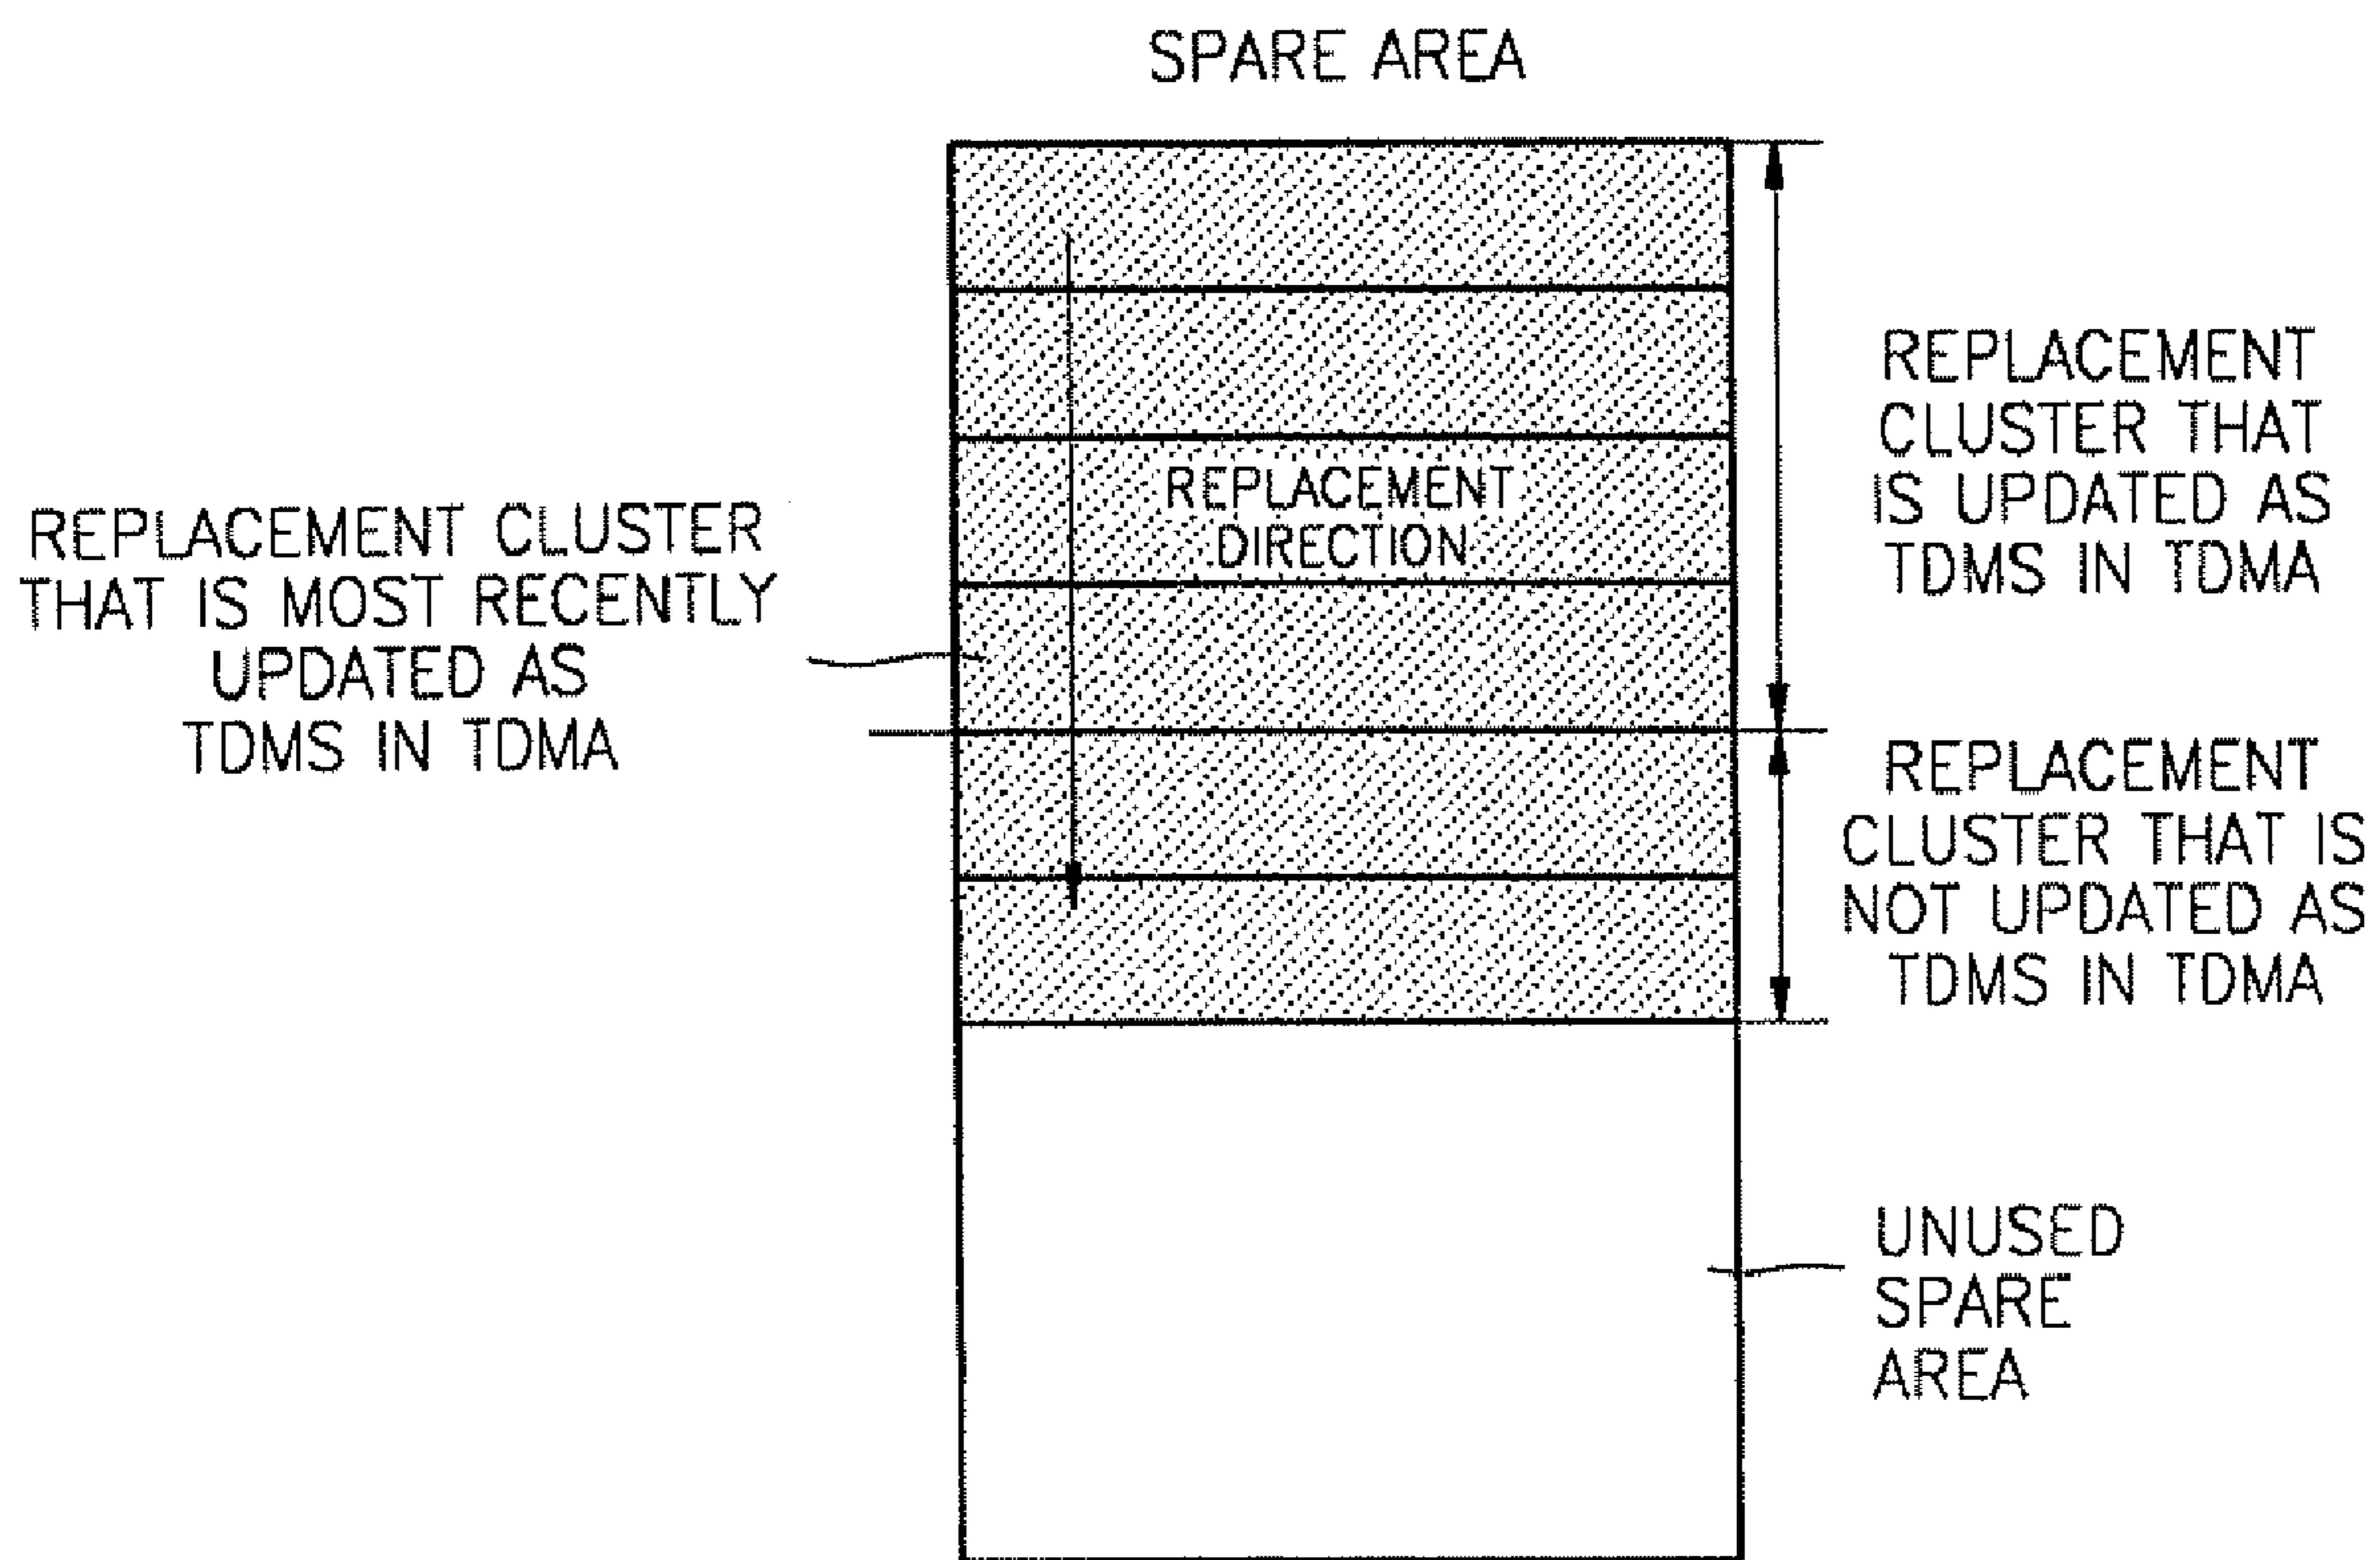 SPARE AREA
REPLACEMENT
CLUSTER THAT
IS UPDATED AS
TDMS IN TDMA
REPLACEMENT
DIRECTION
REPLACEMENT CLUSTER
THAT IS MOST RECENTLY
UPDATED AS
TDMS IN TDMA
REPLACEMENT
CLUSTER THAT IS
NOT UPDATED AS
TDMS IN TDMA
UNUSED
SPARE
AREA